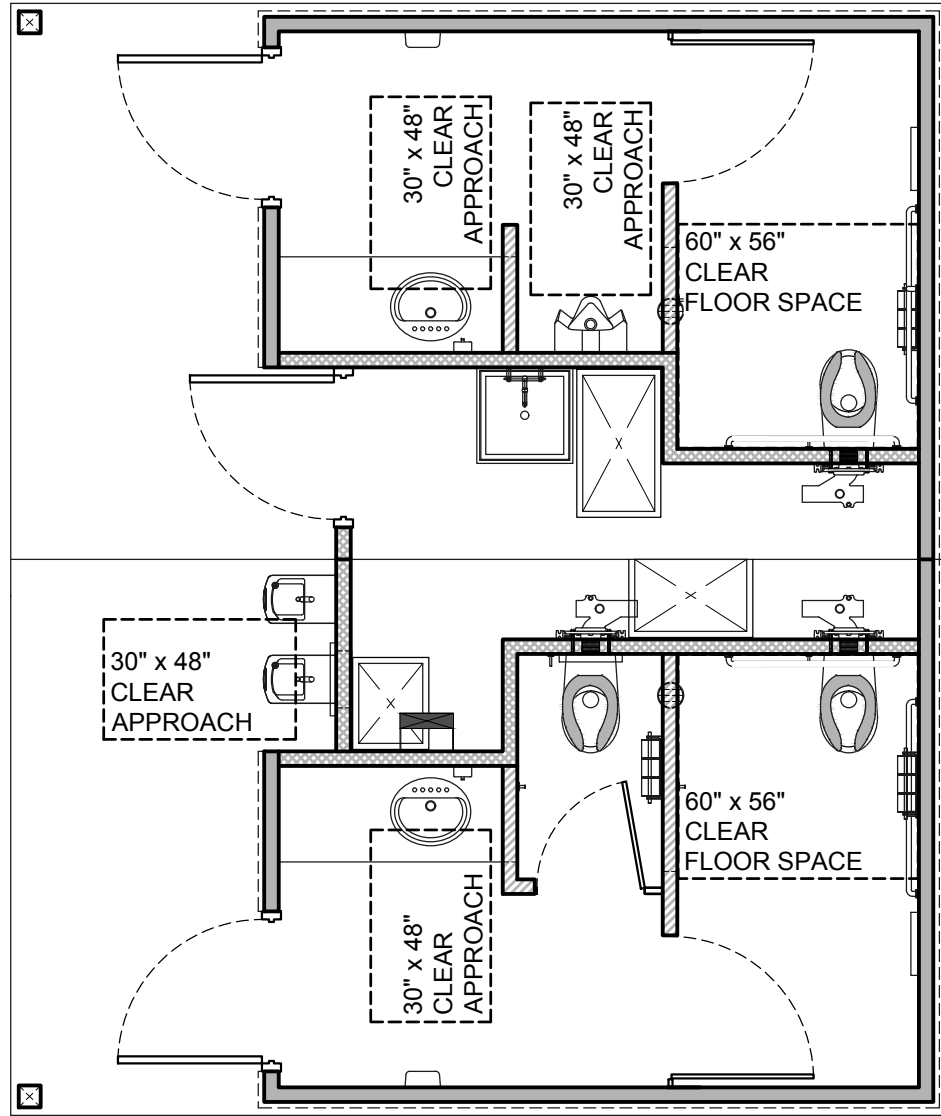 30" x 48"
CLEAR
APPROACH
30" x 48"
CLEAR
APPROACH
60" x 56"
CLEAR
FLOOR SPACE
30" x 48"
CLEAR
APPROACH
60" x 56"
CLEAR
FLOOR SPACE
30" x 48"
CLEAR
APPROACH